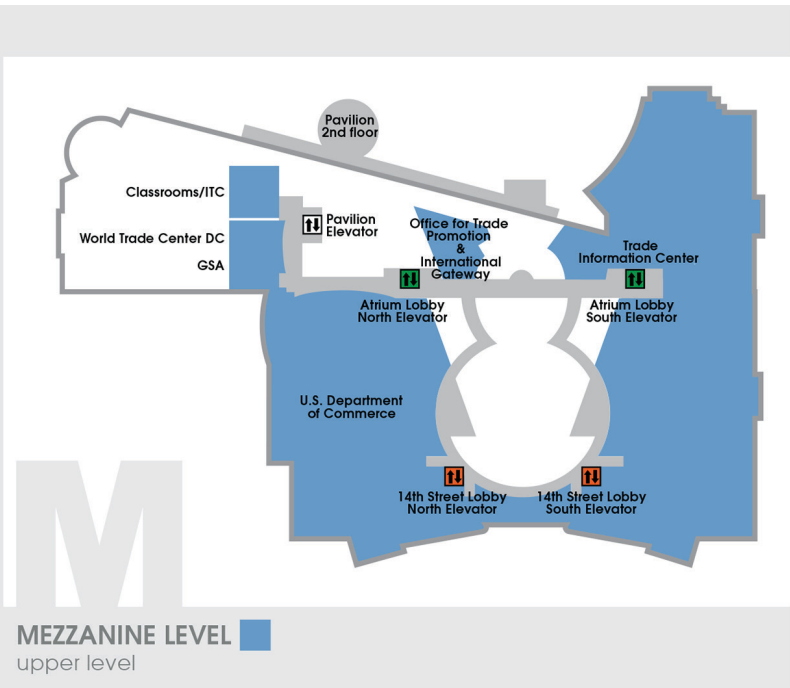 Pavilion
2nd floor
Classrooms/ITC
Pavilion
Elevator
World Trade Center DC
GSA
Office for Trade
Promotion
&
International
Gateway
Trade
Information Center
Atrium Lobby
North Elevator
Atrium Lobby
South Elevator
U.S. Department
of Commerce
14th Street Lobby
North Elevator
14th Street Lobby
South Elevator
M
MEZZANINE LEVEL
upper level